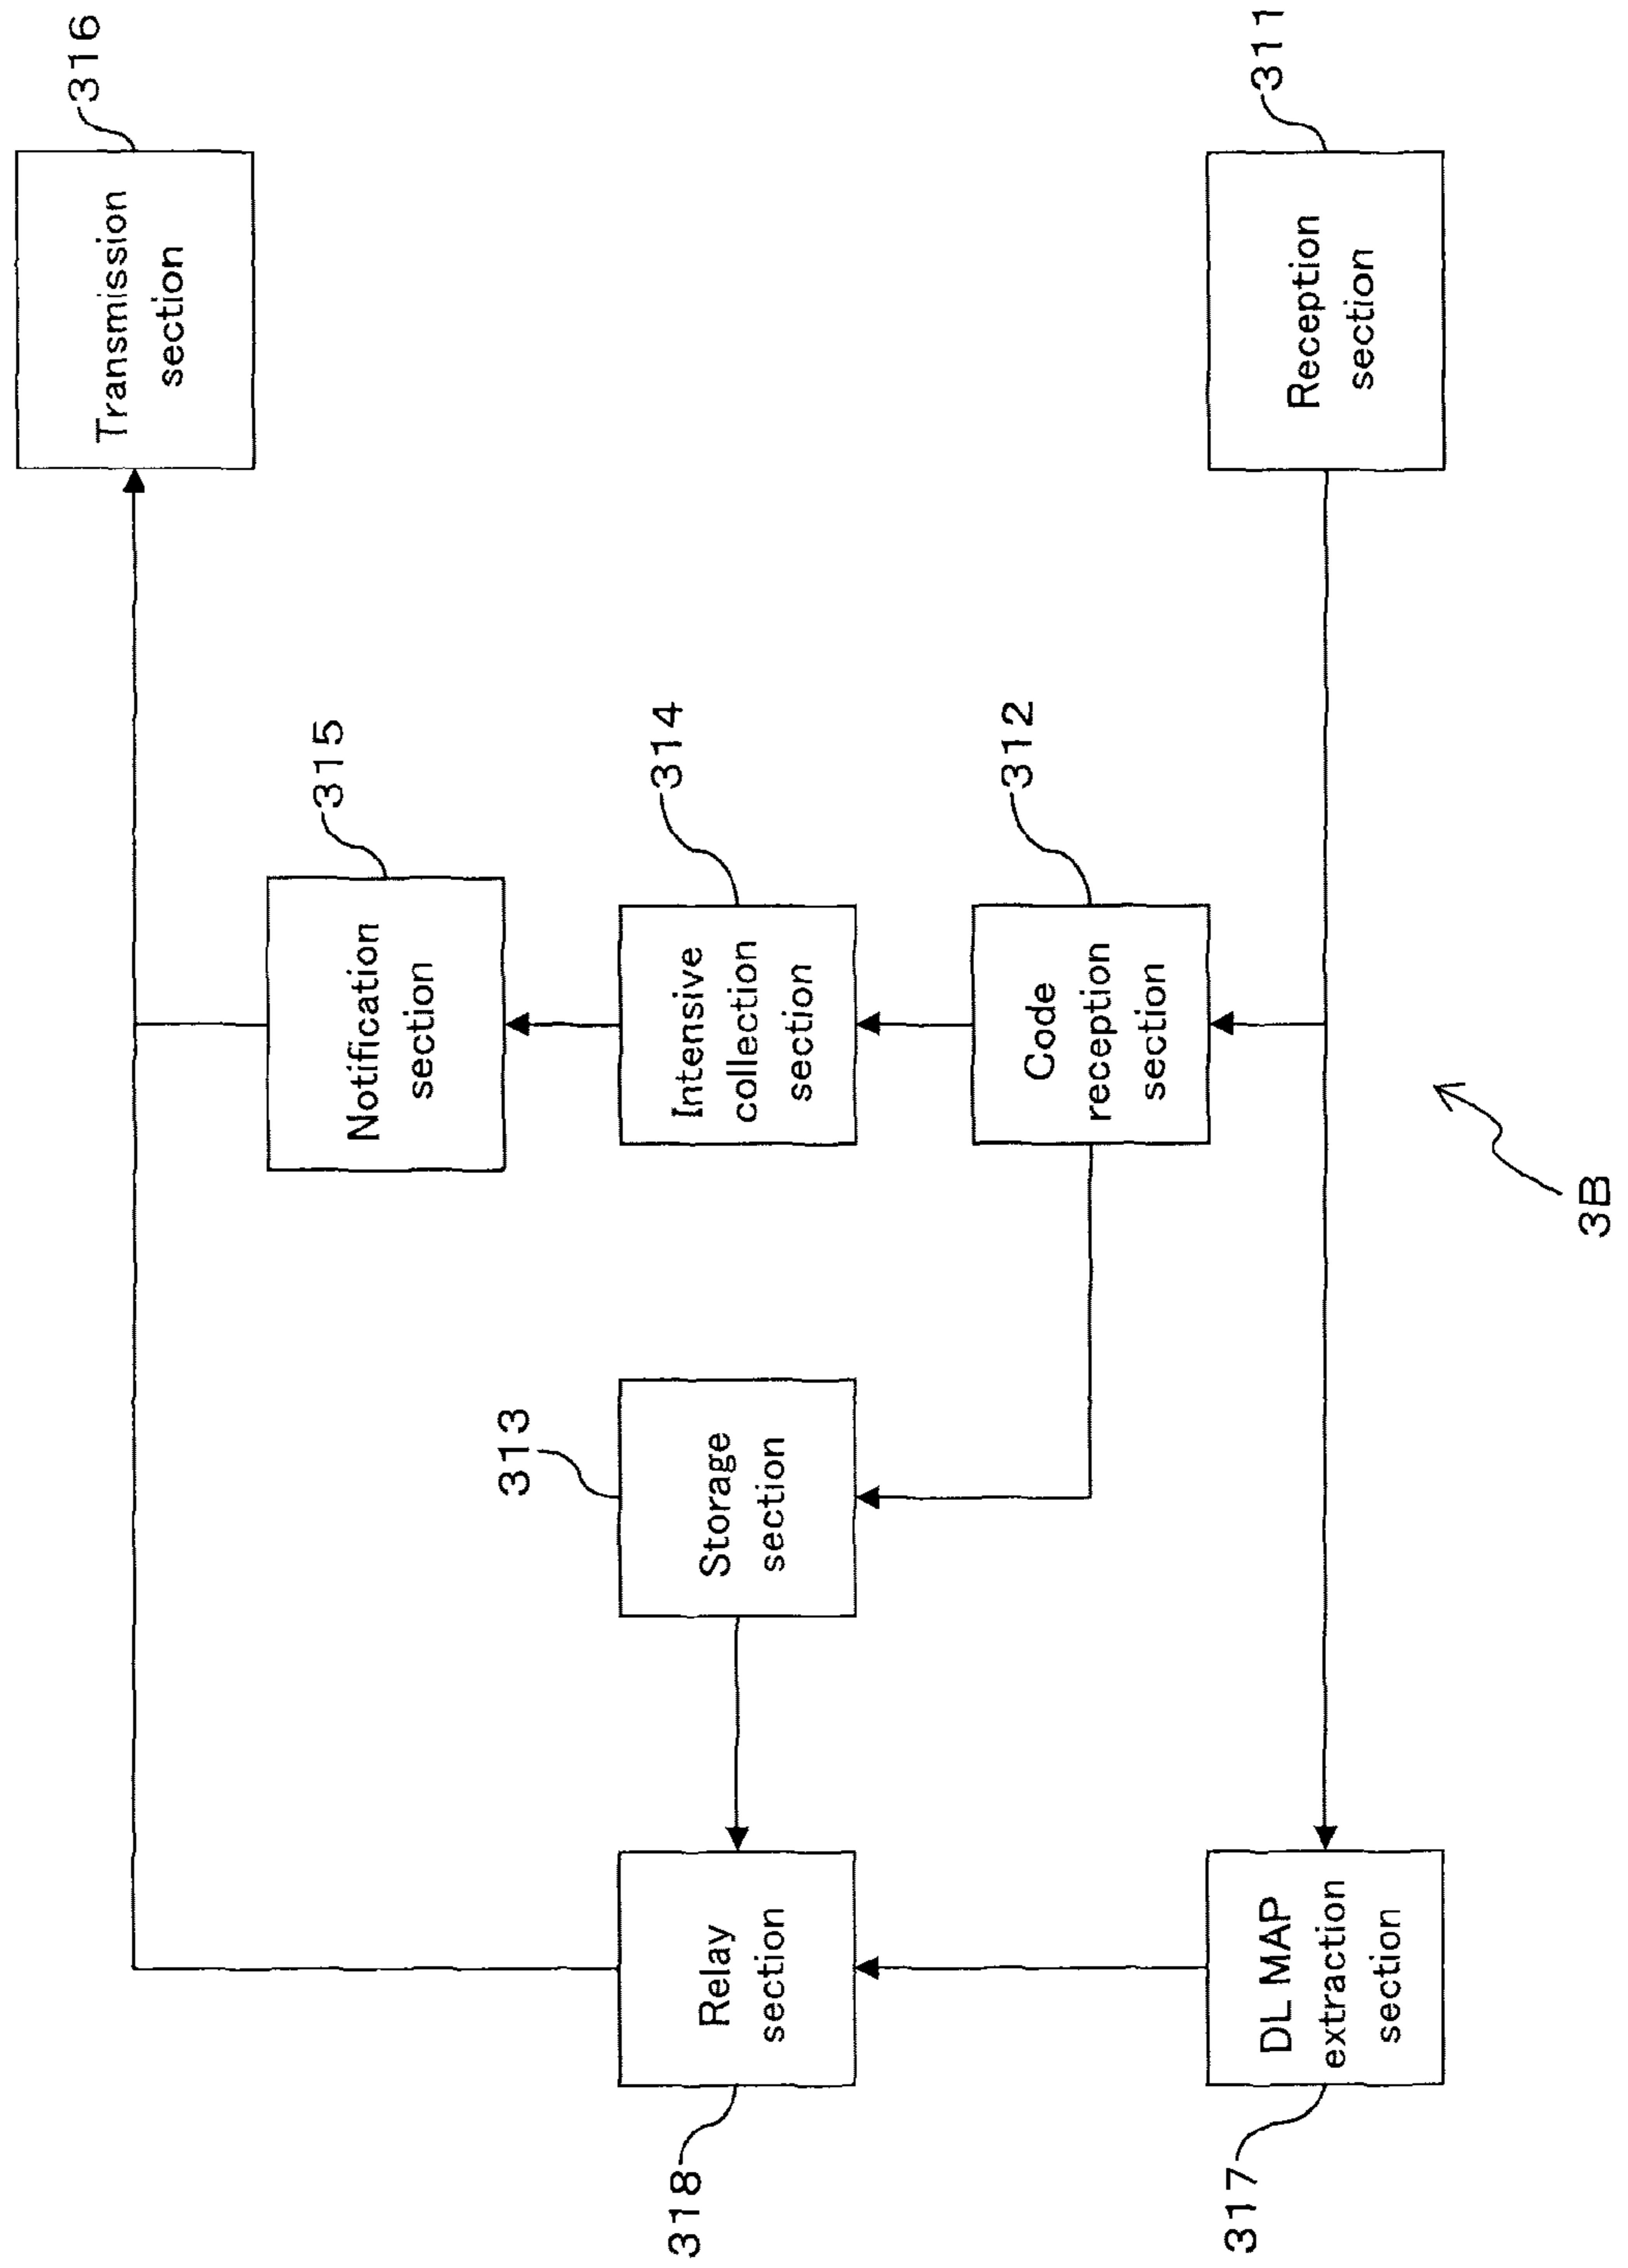 316
Transmission
section
315
Notification
section
318
Relay
section
313
Storage
section
314
Intensive
collection
section
312
Code
reception
section
317
DL MAP
extraction
section
311
Reception
section
3B